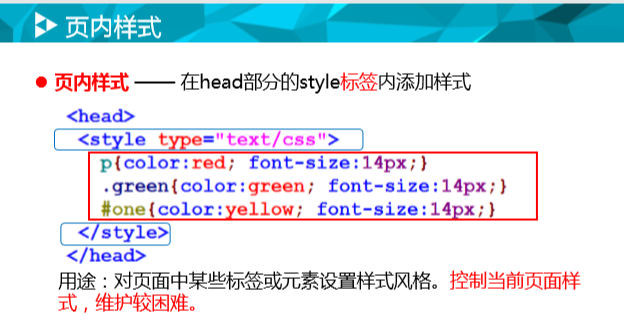 页内样式
页内样式 —— 在head部分的style标签内添加样式
<head>
<style type="text/css">
p{color:red; font-size:14px;}
.green{color:green; font-size:14px;}
#one{color:yellow; font-size:14px;}
</style>
</head>
用途：对页面中某些标签或元素设置样式风格。控制当前页面样
式，维护较困难。